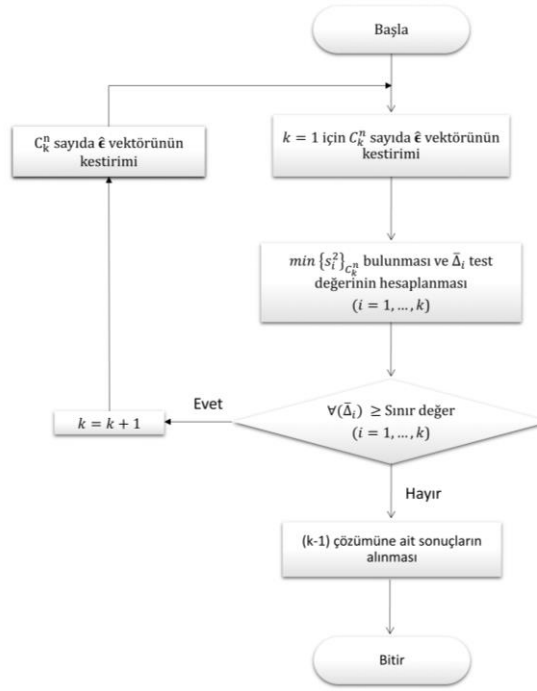 Başla
C_k^n sayıda ε̂ vektörünün
kestirimi
k = 1 için C_k^n sayıda ε̂ vektörünün
kestirimi
min {s_i^2}_{C_k^n} bulunması ve Δ̄_i test
değerinin hesaplanması
(i = 1, …, k)
Evet
k = k + 1
∀(Δ̄_i) ≥ Sınır değer
(i = 1, …, k)
Hayır
(k-1) çözümüne ait sonuçların
alınması
Bitir